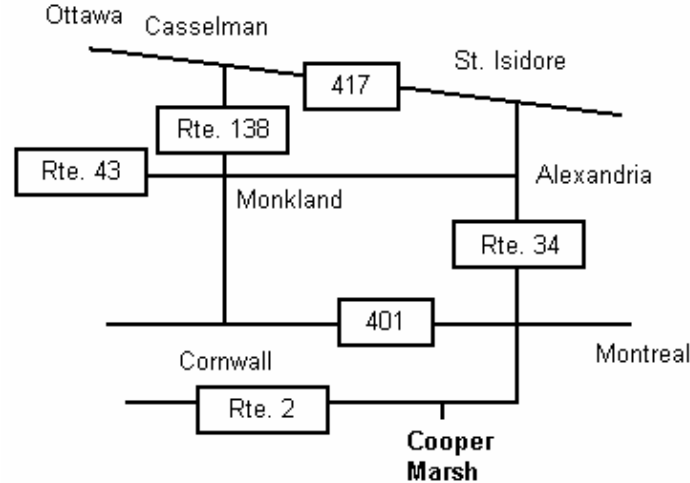 Ottawa
Casselman
St. Isidore
417
Rte. 138
Rte. 43
Alexandria
Monkland
Rte. 34
401
Montreal
Cornwall
Rte. 2
Cooper
Marsh